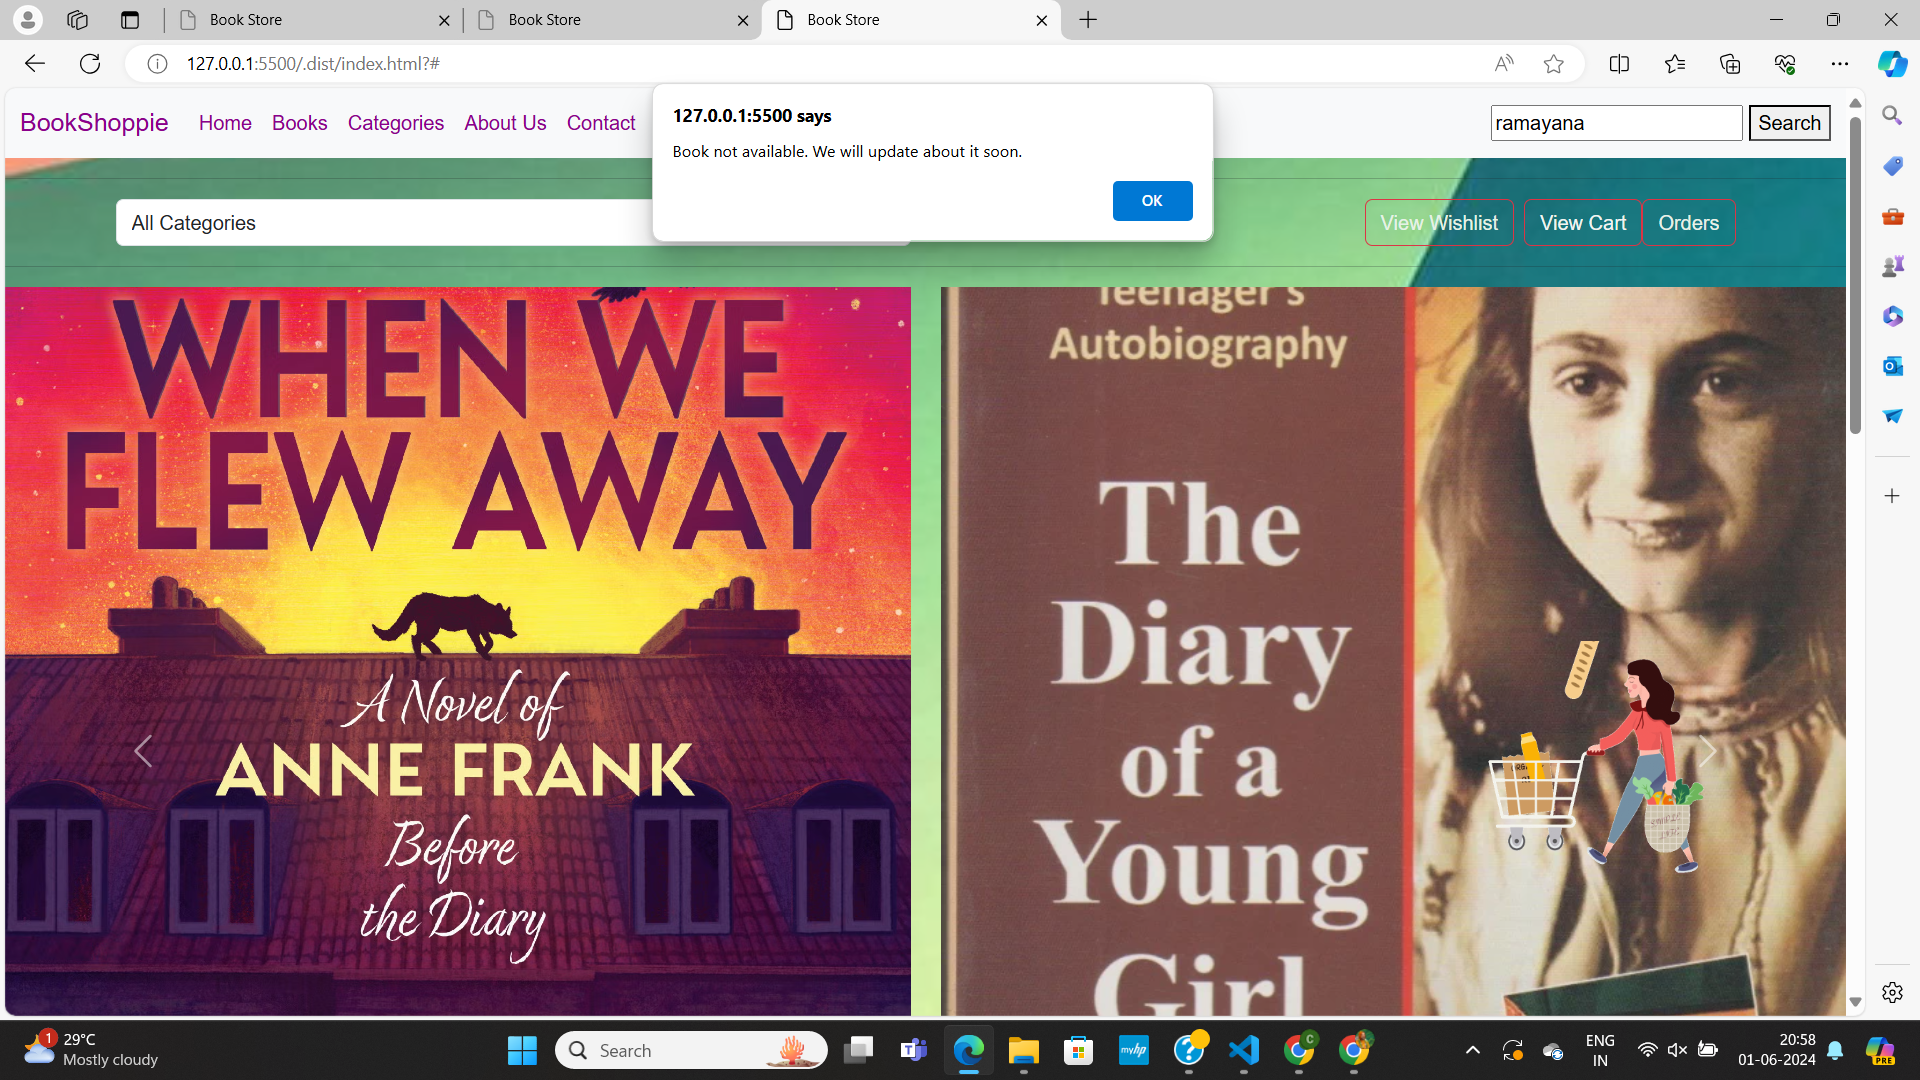 Book Store
Book Store
Book Store
127.0.0.1:5500/.dist/index.html?#
BookShoppie Home Books Categories About Us Contact
ramayana Search
127.0.0.1:5500 says
Book not available. We will update about it soon.
OK
All Categories
View Wishlist View Cart Orders
WHEN WE
FLEW AWAY
A Novel of
ANNE FRANK
Before
the Diary
Teenager's
Autobiography
The
Diary
of a
Young
Girl
1
29°C
Mostly cloudy
Search
myhp
C
ENG
IN
20:58
01-06-2024
PRE